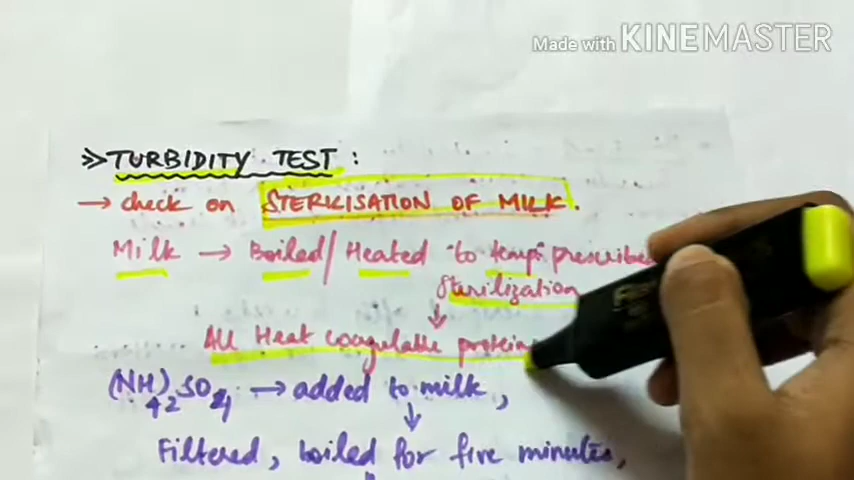 Made with KINEMASTER
» TURBIDITY TEST :
→ check on STERILISATION OF MILK.
Milk → Boiled/Heated "to temp" prescribed
Sterilization
↓
All Heat coagulable protein
(NH4)2SO4 → added to milk,
↓
Filtered, boiled for five minutes,